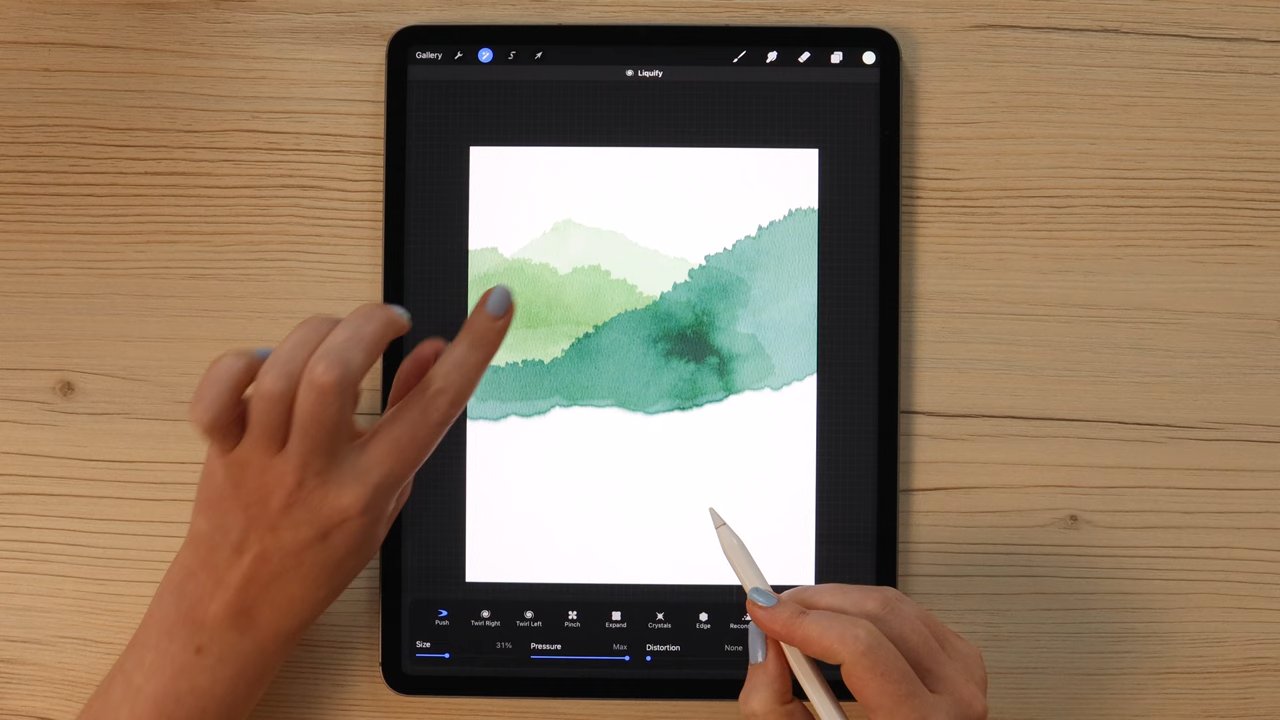 Gallery
Liquify
Push Twirl Right Twirl Left Pinch Expand Crystals Edge
Size 31% Pressure Max Distortion None